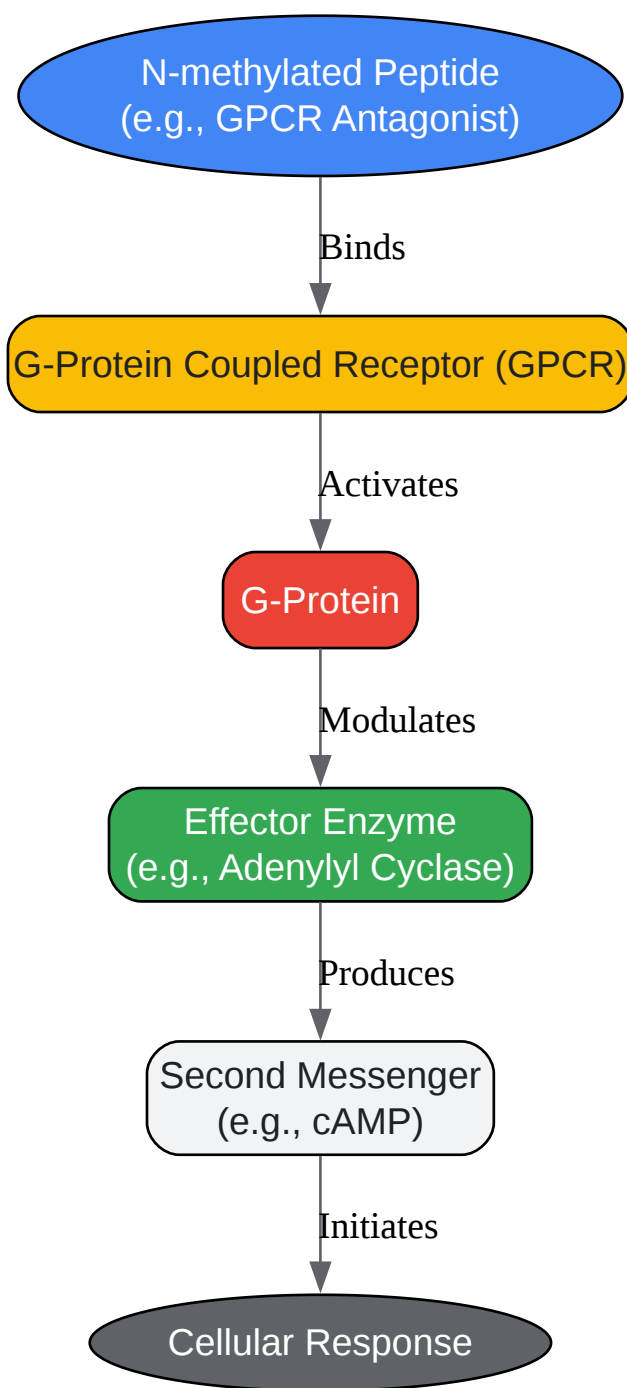 N-methylated Peptide
(e.g., GPCR Antagonist)
Binds
G-Protein Coupled Receptor (GPCR)
Activates
G-Protein
Modulates
Effector Enzyme
(e.g., Adenylyl Cyclase)
Produces
Second Messenger
(e.g., cAMP)
Initiates
Cellular Response